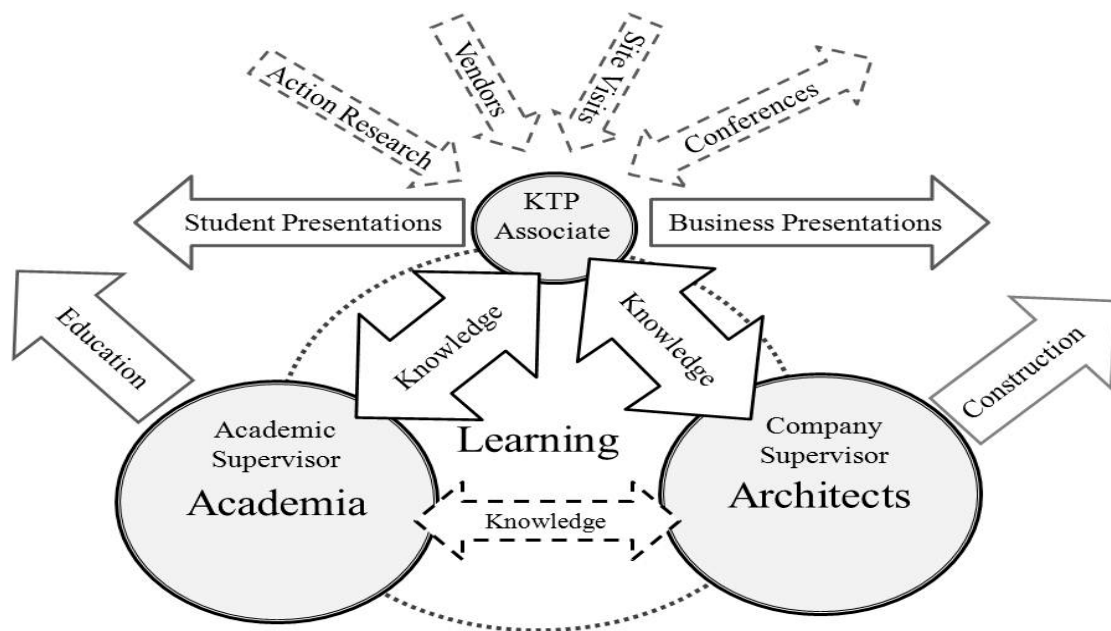 Action Research
Vendors
Site Visits
Conferences
KTP
Associate
Student Presentations
Business Presentations
Education
Knowledge
Knowledge
Construction
Academic
Supervisor
Academia
Learning
Company
Supervisor
Architects
Knowledge